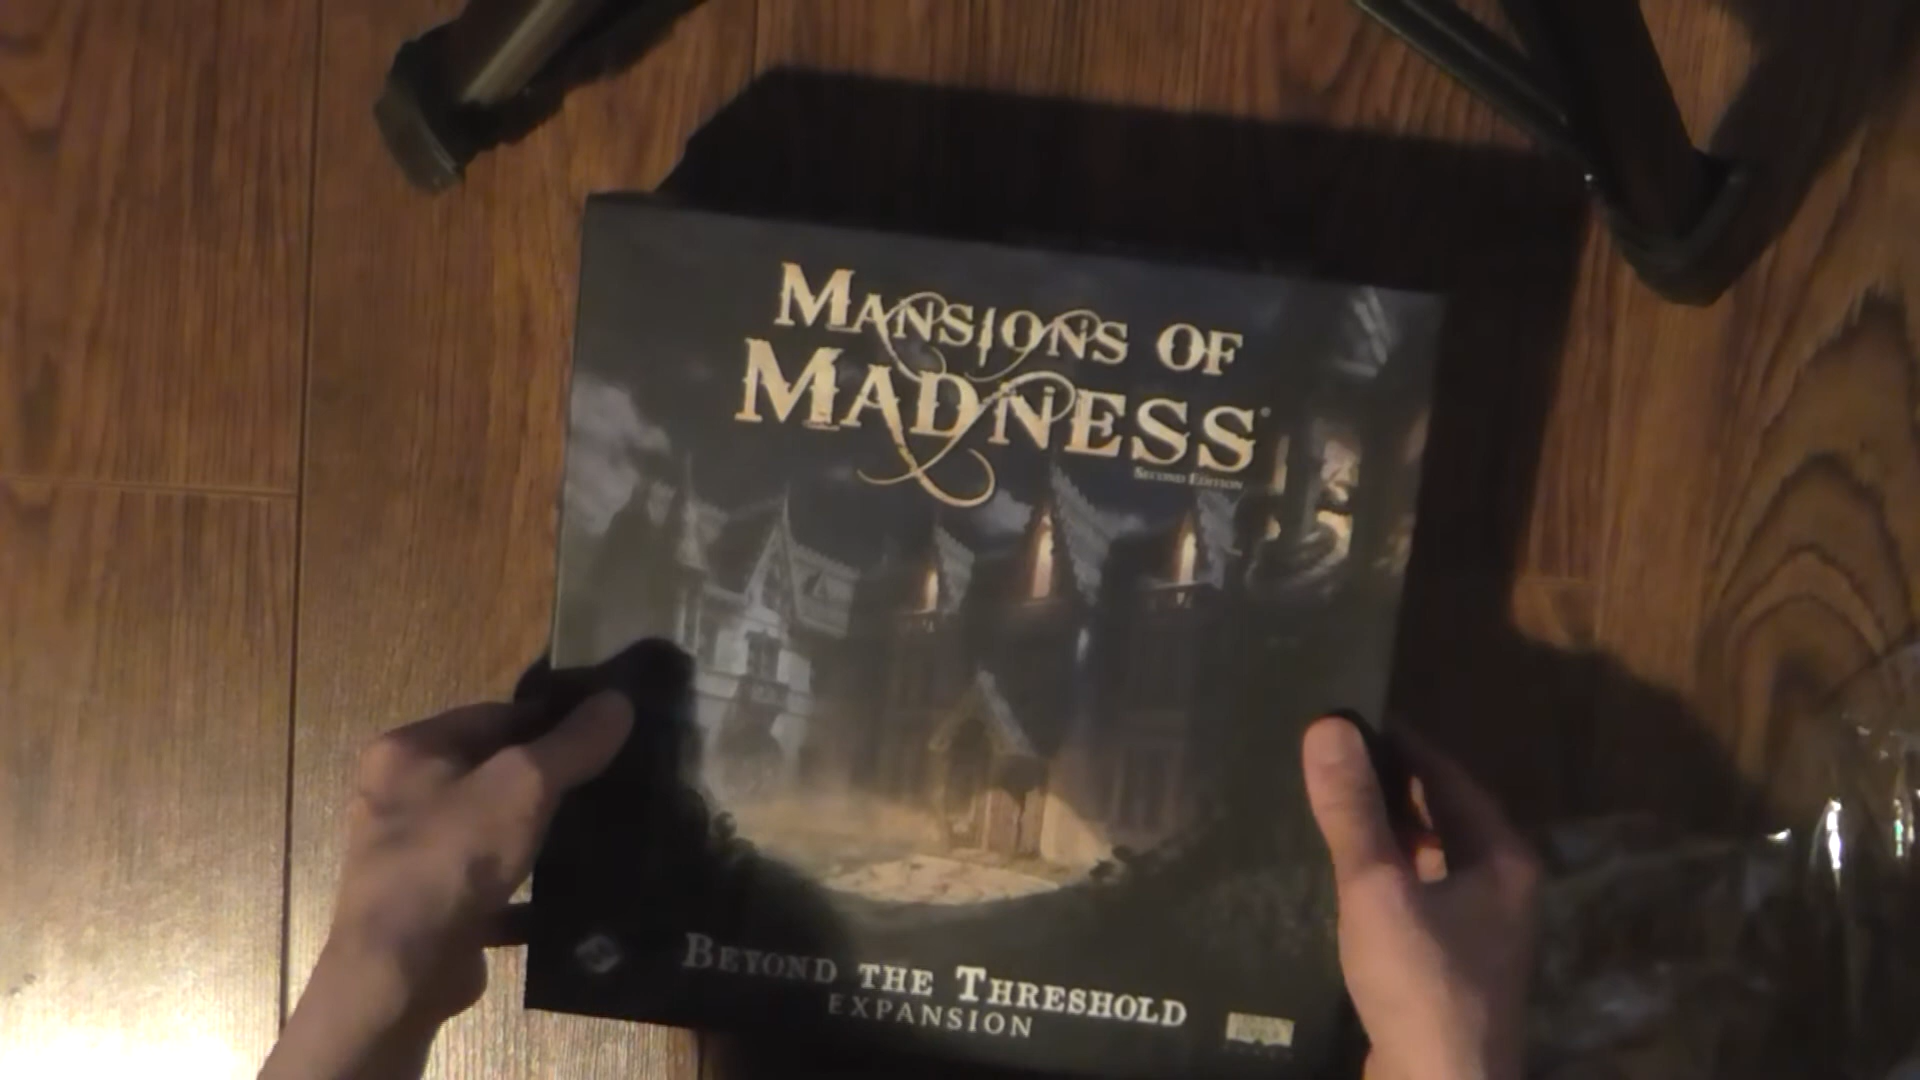 MANSIONS OF
MADNESS
SECOND EDITION
BEYOND THE THRESHOLD
EXPANSION